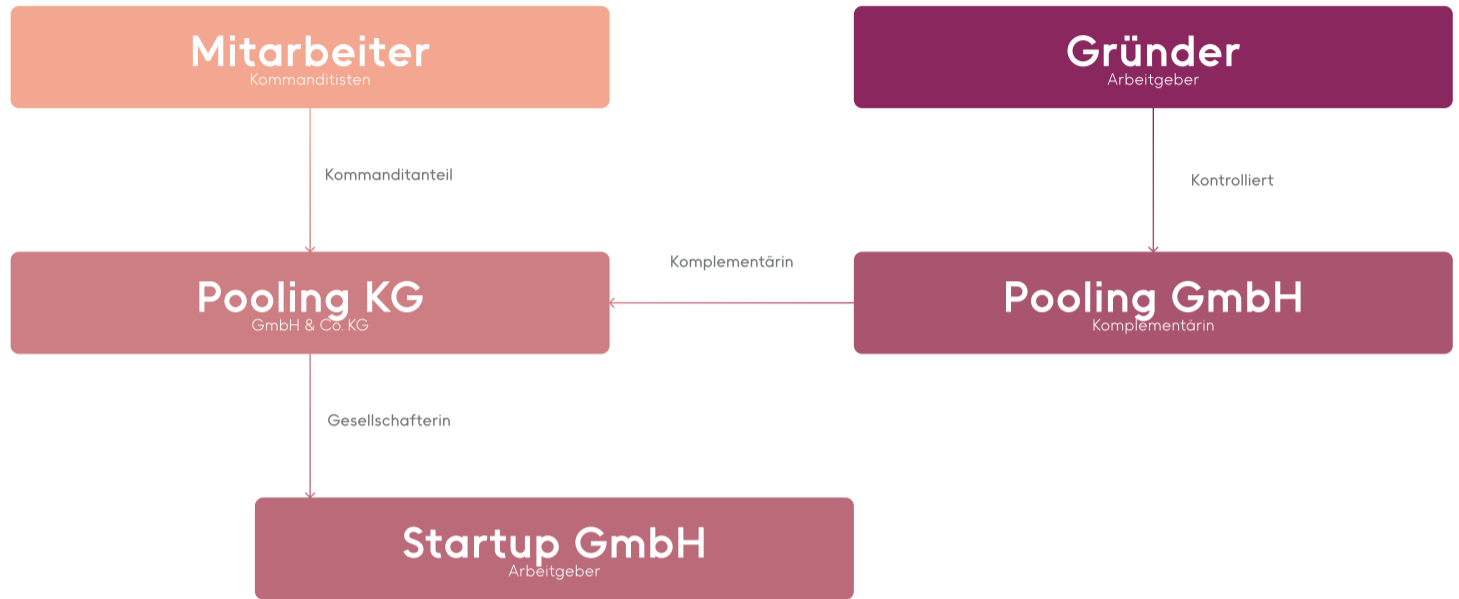 Mitarbeiter
Kommanditisten
Gründer
Arbeitgeber
Kommanditanteil
Kontrolliert
Komplementärin
Pooling KG
GmbH & Co. KG
Pooling GmbH
Komplementärin
Gesellschafterin
Startup GmbH
Arbeitgeber